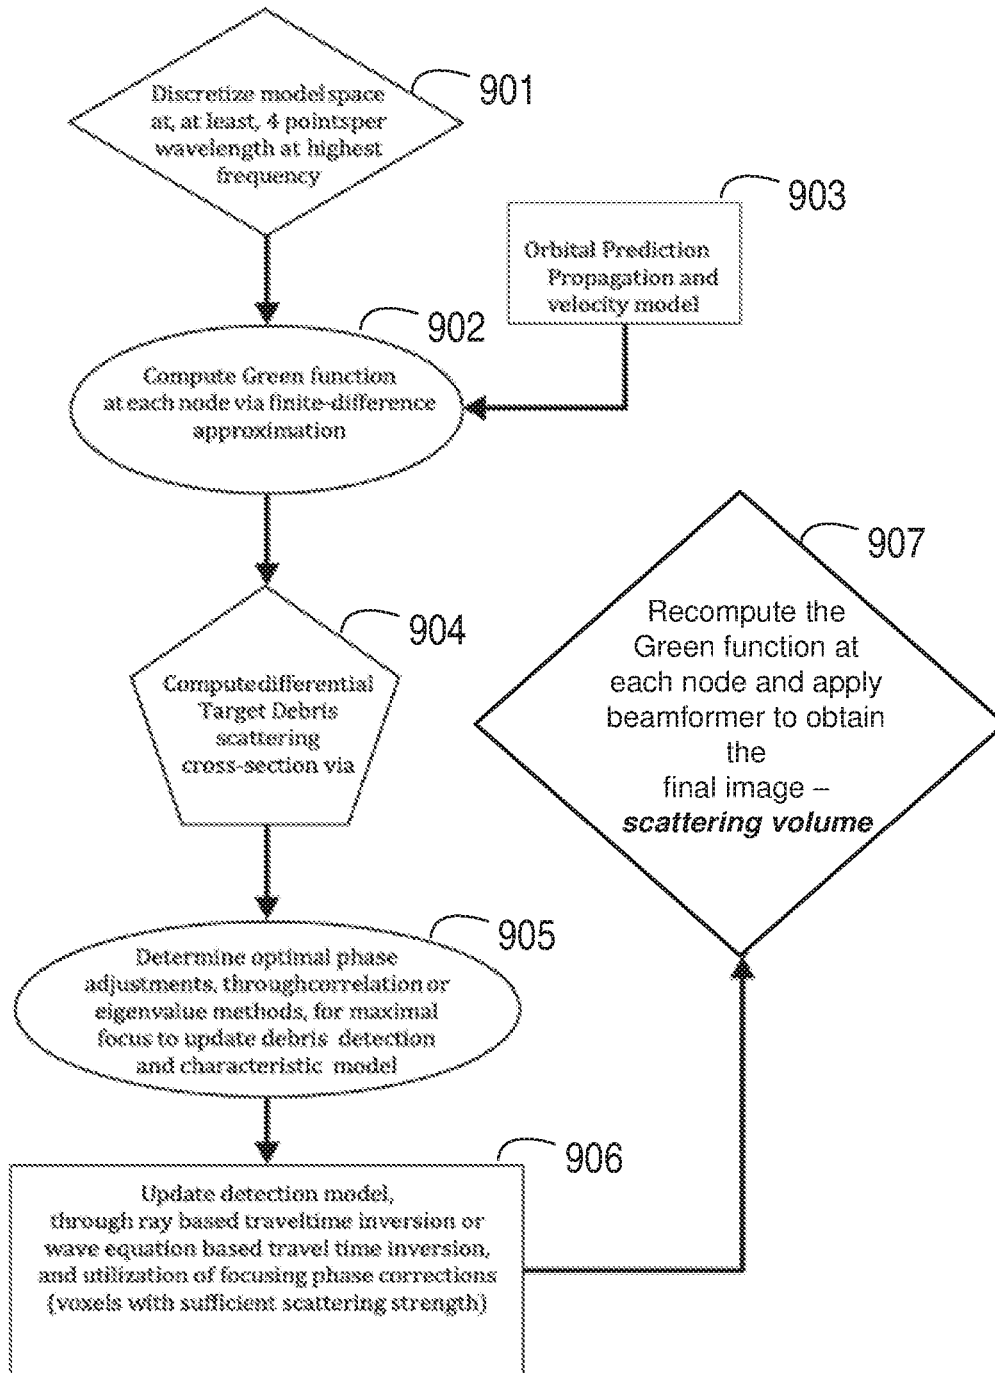 Discretize modelspace
at, at least, 4 pointsper
wavelength at highest
frequency
901
903
Orbital Prediction
Propagation and
velocity model
902
Compute Green function
at each node via finite-difference
approximation
907
Recompute the
Green function at
each node and apply
beamformer to obtain
the
final image –
scattering volume
904
Computedifferential
Target Debris
scattering
cross-section via
905
Determine optimal phase
adjustments, throughcorrelation or
eigenvalue methods, for maximal
focus to update debris detection
and characteristic model
906
Update detection model,
through ray based traveltime inversion or
wave equation based travel time inversion,
and utilization of focusing phase corrections
(voxels with sufficient scattering strength)